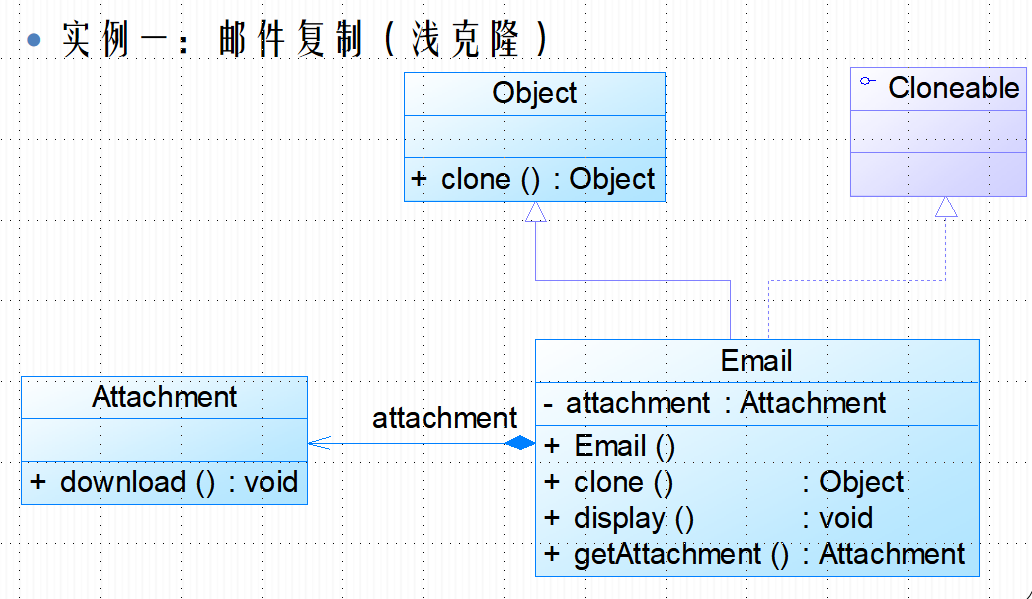 • 实例一：邮件复制（浅克隆）
Object
+ clone () : Object
Cloneable
Attachment
+ download () : void
attachment
Email
- attachment : Attachment
+ Email ()
+ clone () : Object
+ display () : void
+ getAttachment () : Attachment